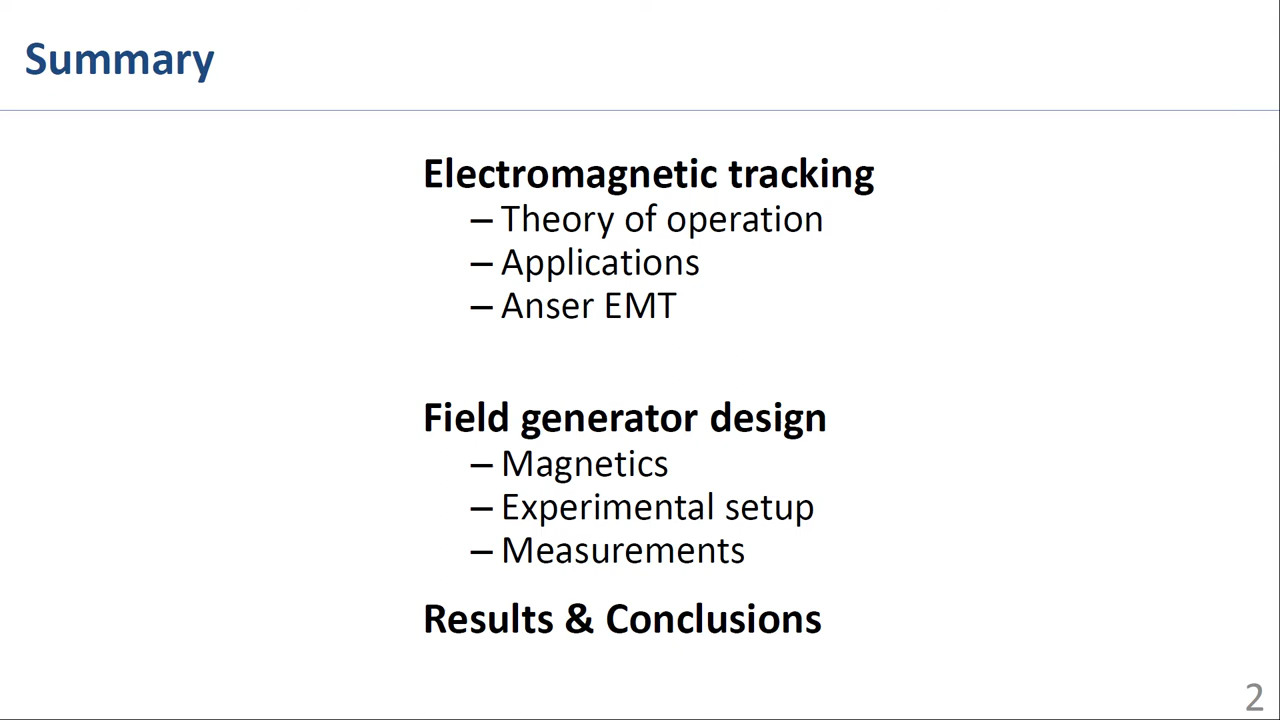 Summary
Electromagnetic tracking
– Theory of operation
– Applications
– Anser EMT
Field generator design
– Magnetics
– Experimental setup
– Measurements
Results & Conclusions
2